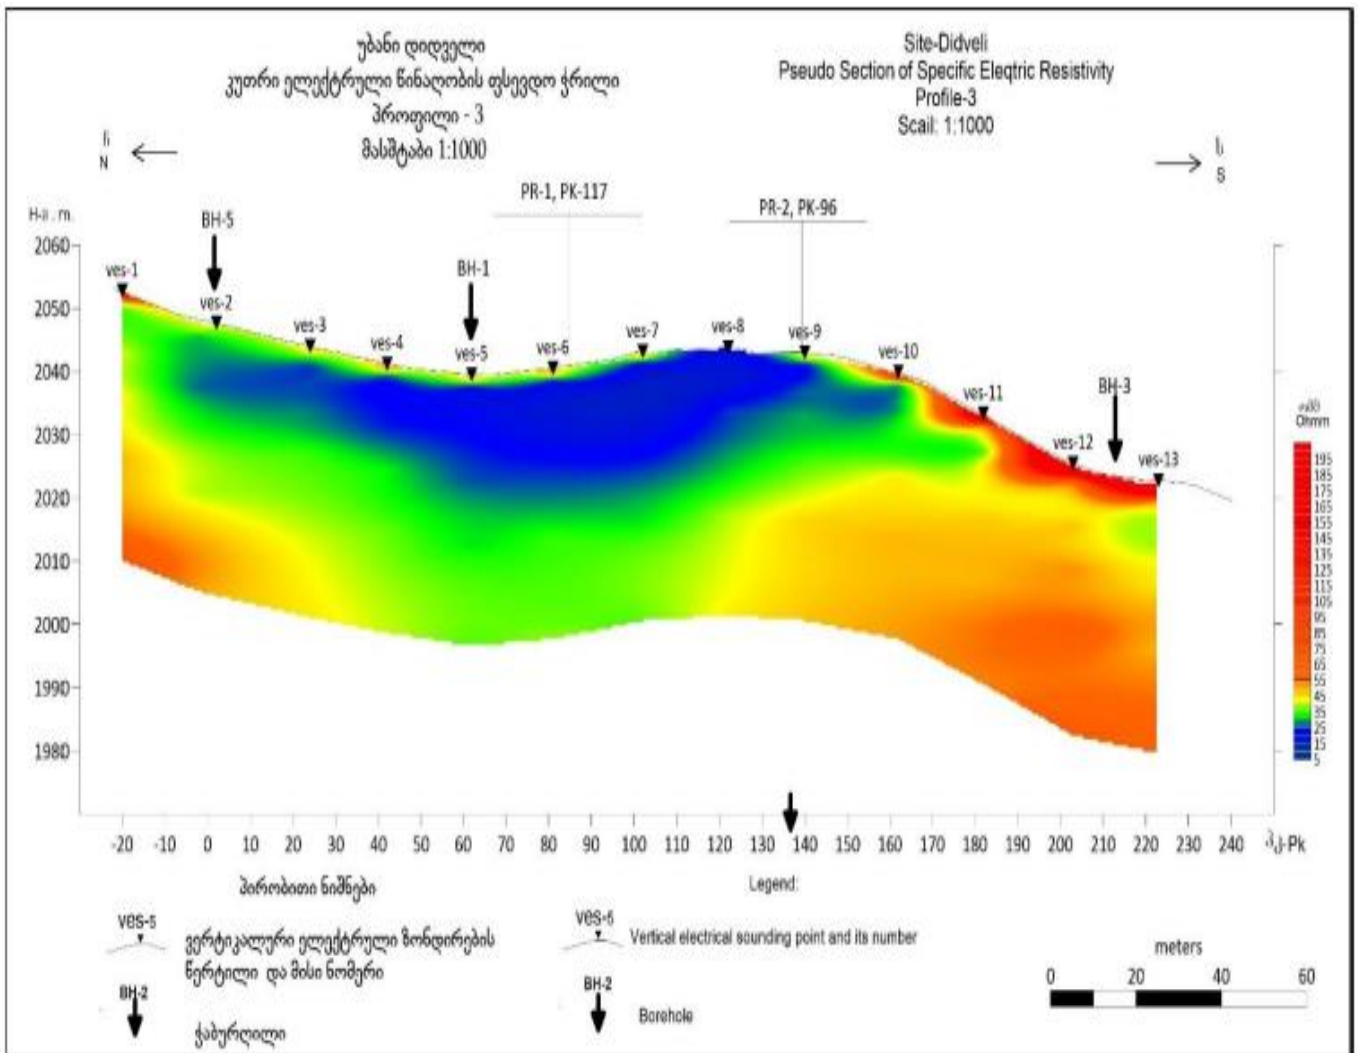 უბანი დიდველი
კუთრი ელექტრული წინაღობის ფსევდო ჭრილი
პროფილი - 3
მასშტაბი 1:1000
Site-Didveli
Pseudo Section of Specific Eleqtric Resistivity
Profile-3
Scail: 1:1000
N
ს
S
PR-1, PK-117
PR-2, PK-96
BH-5
BH-1
BH-3
ves-1
ves-2
ves-3
ves-4
ves-5
ves-6
ves-7
ves-8
ves-9
ves-10
ves-11
ves-12
ves-13
2060
2050
2040
2030
2020
2010
2000
1990
1980
Ohmm
195
185
175
165
155
145
135
125
115
105
95
85
75
65
55
45
35
25
15
5
-20 -10 0 10 20 30 40 50 60 70 80 90 100 110 120 130 140 150 160 170 180 190 200 210 220 230 240 პკ-Pk
პირობითი ნიშნები
ves-5
ვერტიკალური ელექტრული ზონდირების
წერტილი და მისი ნომერი
BH-2
ჭაბურღილი
Legend:
ves-6
Vertical electrical sounding point and its number
BH-2
Borehole
meters
0 20 40 60